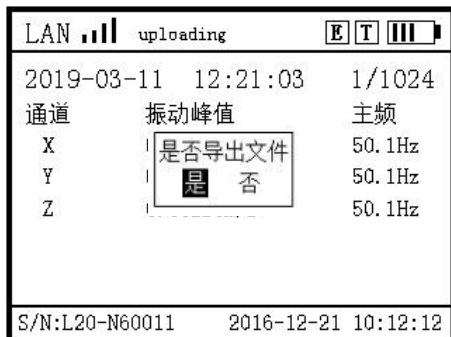 LAN uploading E T
2019-03-11 12:21:03 1/1024
通道 振动峰值 主频
X 50.1Hz
是否导出文件
Y 50.1Hz
是 否
Z 50.1Hz
S/N:L20-N60011 2016-12-21 10:12:12